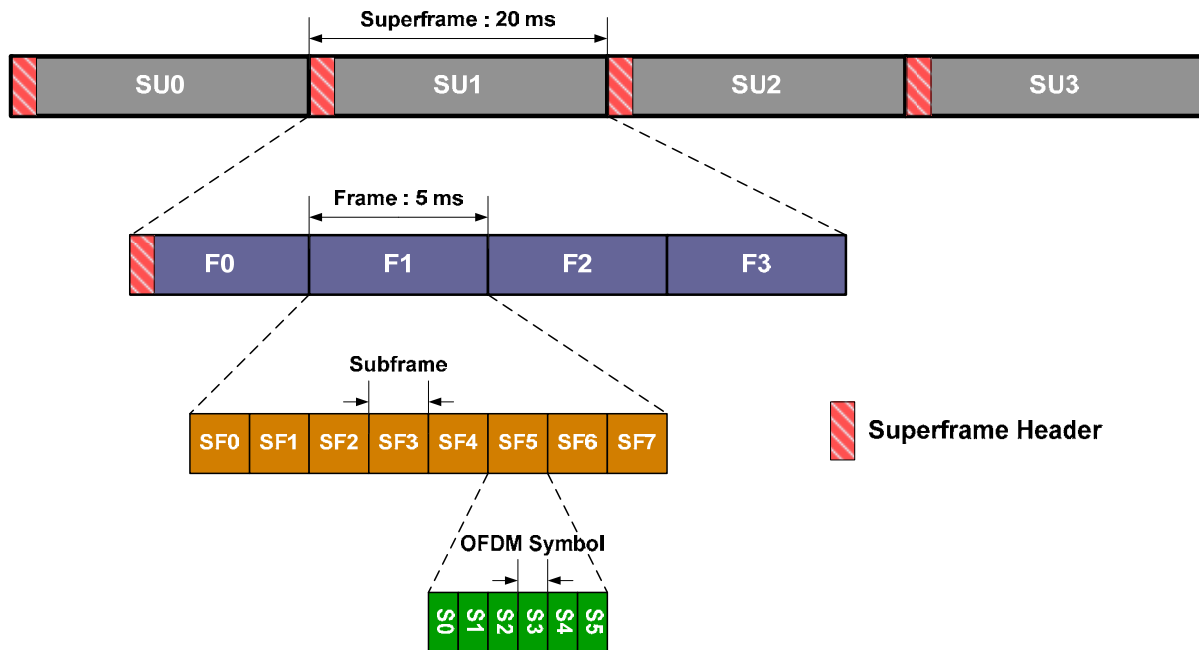 Superframe : 20 ms
SU0 SU1 SU2 SU3
Frame : 5 ms
F0 F1 F2 F3
Subframe
SF0 SF1 SF2 SF3 SF4 SF5 SF6 SF7
Superframe Header
OFDM Symbol
S0 S1 S2 S3 S4 S5